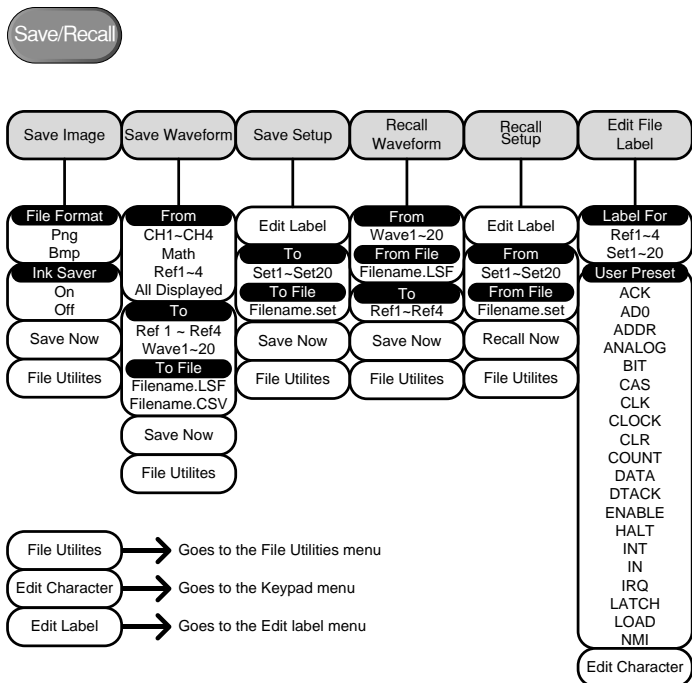 Save/Recall
Save Image
File Format
Png
Bmp
Ink Saver
On
Off
Save Now
File Utilites
Save Waveform
From
CH1~CH4
Math
Ref1~4
All Displayed
To
Ref 1 ~ Ref4
Wave1~20
To File
Filename.LSF
Filename.CSV
Save Now
File Utilites
Save Setup
Edit Label
To
Set1~Set20
To File
Filename.set
Save Now
File Utilites
Recall
Waveform
From
Wave1~20
From File
Filename.LSF
To
Ref1~Ref4
Save Now
File Utilites
Recall
Setup
Edit Label
From
Set1~Set20
From File
Filename.set
Recall Now
File Utilites
Edit File
Label
Label For
Ref1~4
Set1~20
User Preset
ACK
AD0
ADDR
ANALOG
BIT
CAS
CLK
CLOCK
CLR
COUNT
DATA
DTACK
ENABLE
HALT
INT
IN
IRQ
LATCH
LOAD
NMI
Edit Character
File Utilites
Goes to the File Utilities menu
Edit Character
Goes to the Keypad menu
Edit Label
Goes to the Edit label menu